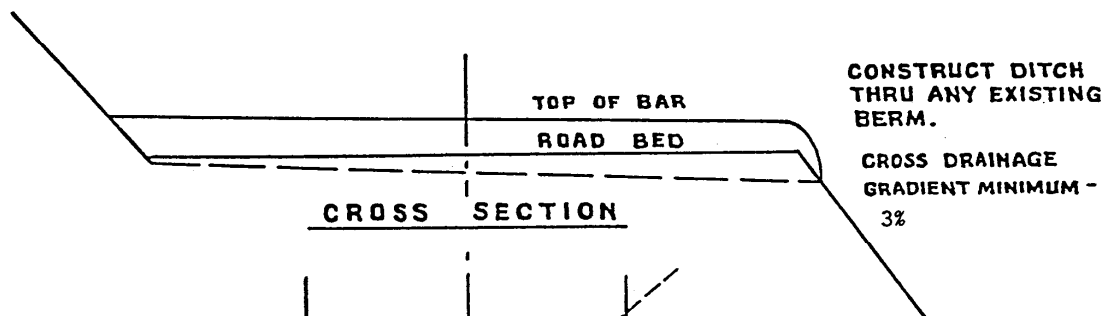 TOP OF BAR
ROAD BED
CROSS SECTION
CONSTRUCT DITCH
THRU ANY EXISTING
BERM.
CROSS DRAINAGE
GRADIENT MINIMUM -
3%